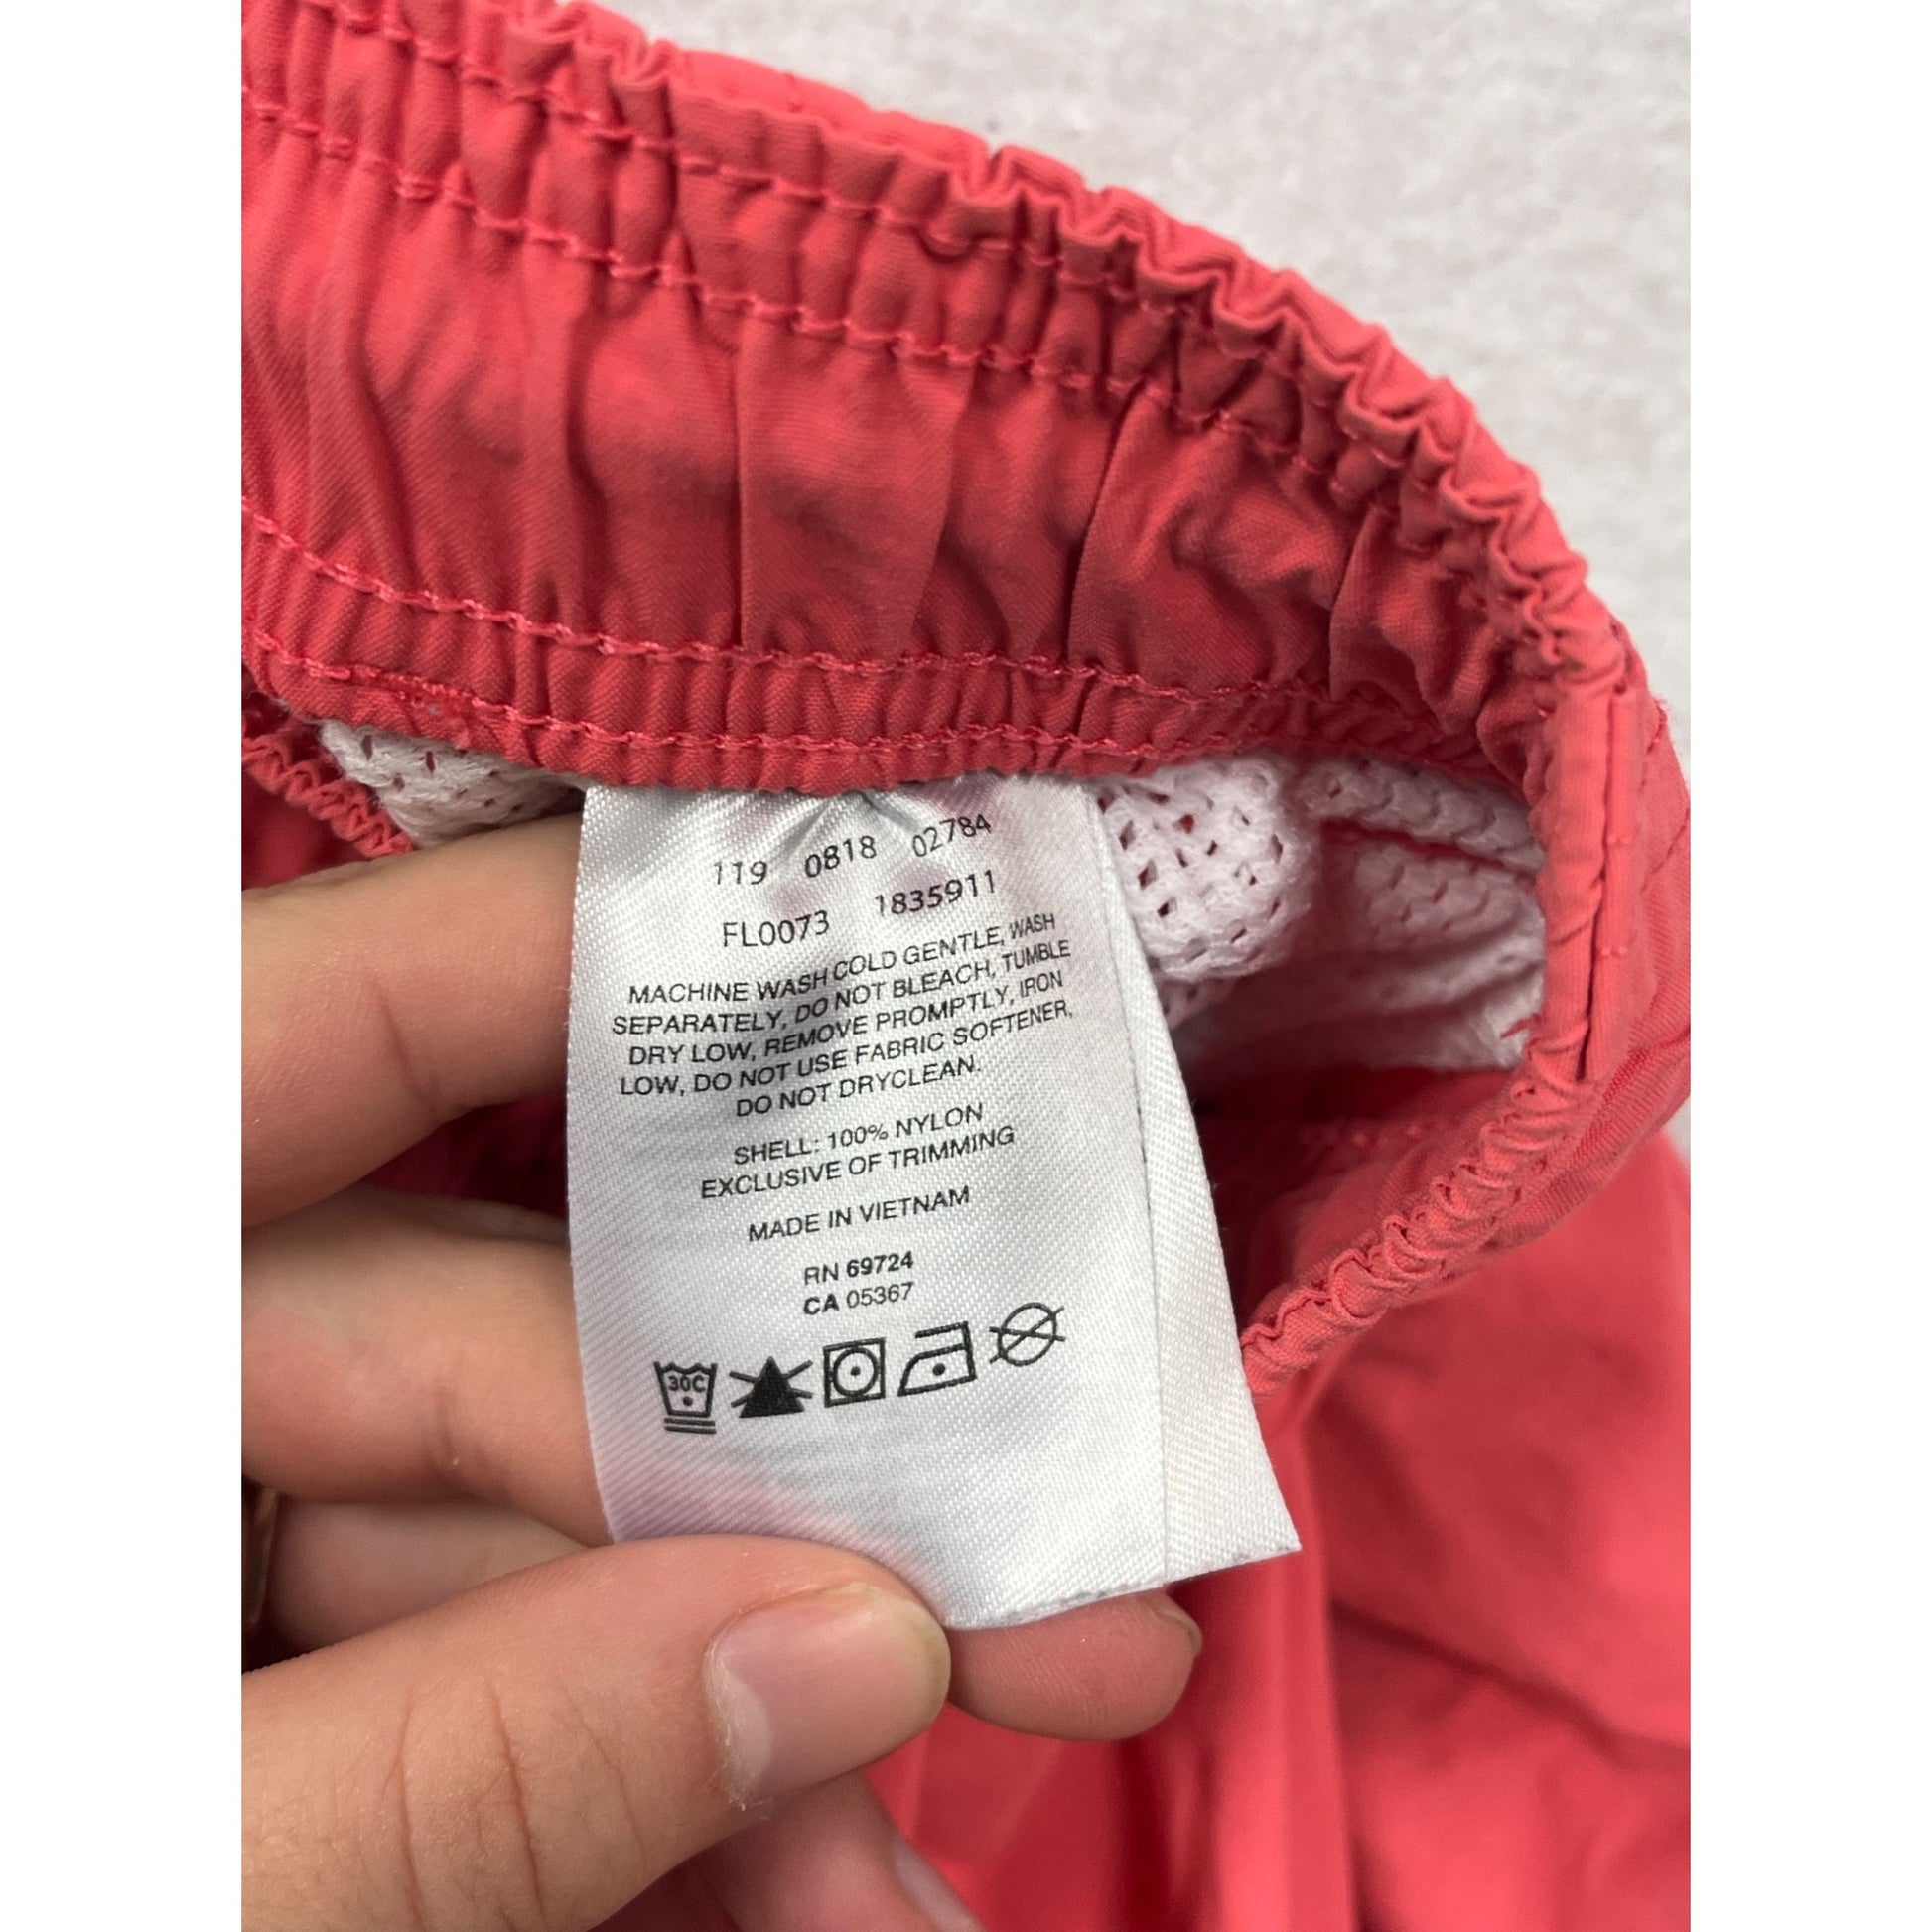 119 0818 02784
FL0073 1835911
MACHINE WASH COLD GENTLE, WASH
SEPARATELY, DO NOT BLEACH, TUMBLE
DRY LOW, REMOVE PROMPTLY, IRON
LOW, DO NOT USE FABRIC SOFTENER,
DO NOT DRYCLEAN.
SHELL: 100% NYLON
EXCLUSIVE OF TRIMMING
MADE IN VIETNAM
RN 69724
CA 05367
30C